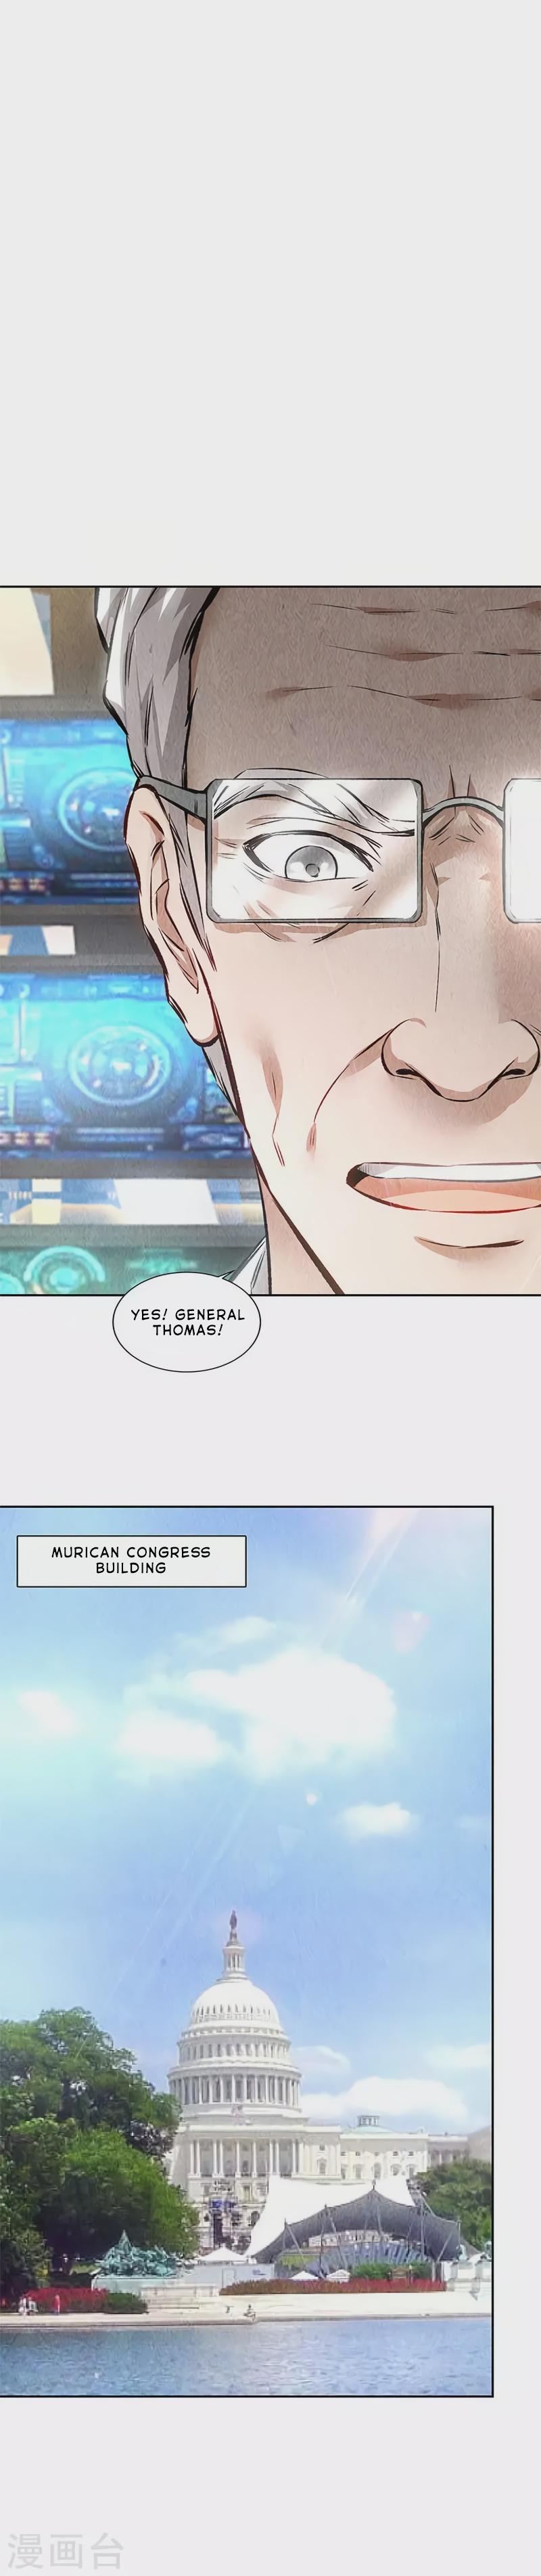 YES! GENERAL
THOMAS!
MURICAN CONGRESS
BUILDING
漫画台